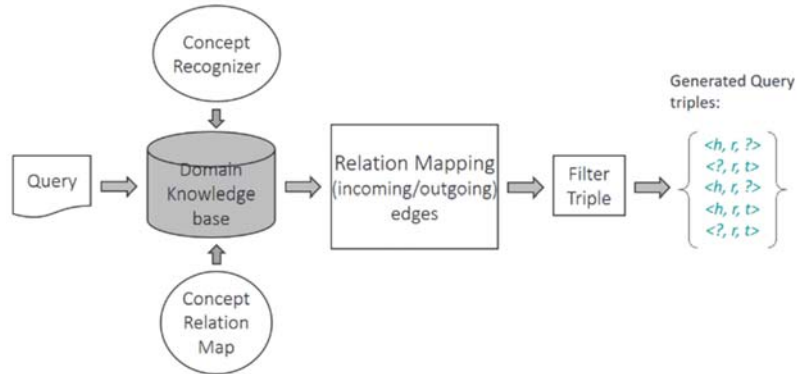 Concept
Recognizer
Generated Query
triples:
Query
Domain
Knowledge
base
Relation Mapping
(incoming/outgoing)
edges
Filter
Triple
<h, r, ?>
<?, r, t>
<h, r, ?>
<h, r, t>
<?, r, t>
Concept
Relation
Map